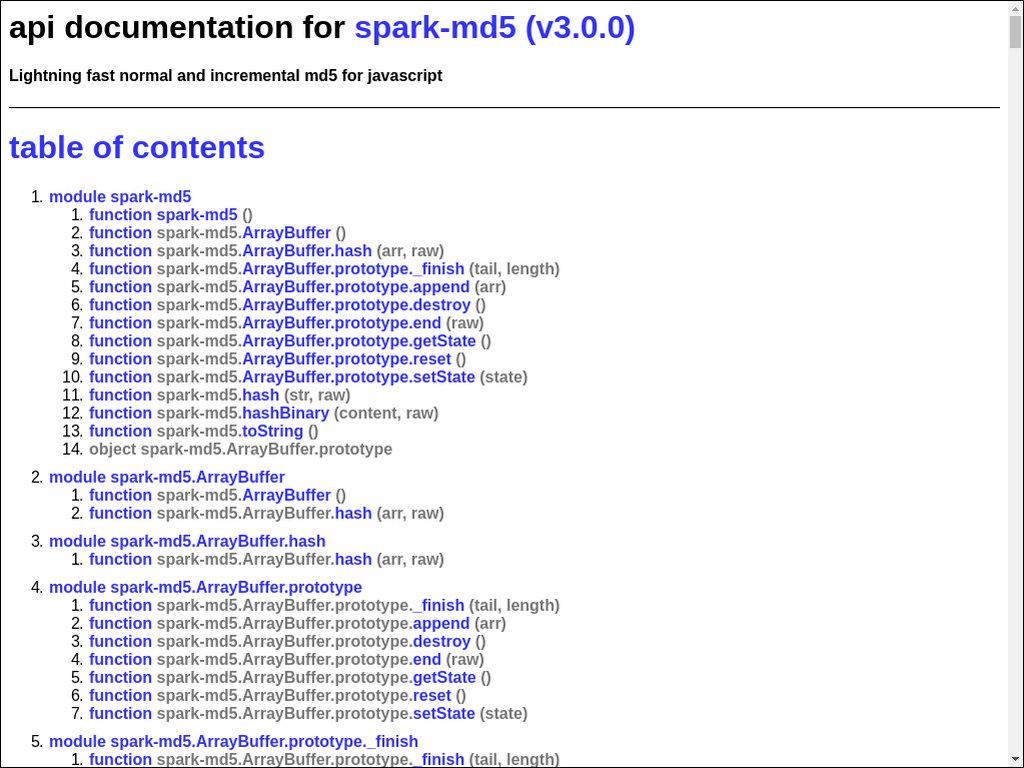 api documentation for spark-md5 (v3.0.0)
Lightning fast normal and incremental md5 for javascript
table of contents
1. module spark-md5
1. function spark-md5 ()
2. function spark-md5.ArrayBuffer ()
3. function spark-md5.ArrayBuffer.hash (arr, raw)
4. function spark-md5.ArrayBuffer.prototype._finish (tail, length)
5. function spark-md5.ArrayBuffer.prototype.append (arr)
6. function spark-md5.ArrayBuffer.prototype.destroy ()
7. function spark-md5.ArrayBuffer.prototype.end (raw)
8. function spark-md5.ArrayBuffer.prototype.getState ()
9. function spark-md5.ArrayBuffer.prototype.reset ()
10. function spark-md5.ArrayBuffer.prototype.setState (state)
11. function spark-md5.hash (str, raw)
12. function spark-md5.hashBinary (content, raw)
13. function spark-md5.toString ()
14. object spark-md5.ArrayBuffer.prototype
2. module spark-md5.ArrayBuffer
1. function spark-md5.ArrayBuffer ()
2. function spark-md5.ArrayBuffer.hash (arr, raw)
3. module spark-md5.ArrayBuffer.hash
1. function spark-md5.ArrayBuffer.hash (arr, raw)
4. module spark-md5.ArrayBuffer.prototype
1. function spark-md5.ArrayBuffer.prototype._finish (tail, length)
2. function spark-md5.ArrayBuffer.prototype.append (arr)
3. function spark-md5.ArrayBuffer.prototype.destroy ()
4. function spark-md5.ArrayBuffer.prototype.end (raw)
5. function spark-md5.ArrayBuffer.prototype.getState ()
6. function spark-md5.ArrayBuffer.prototype.reset ()
7. function spark-md5.ArrayBuffer.prototype.setState (state)
5. module spark-md5.ArrayBuffer.prototype._finish
1. function spark-md5.ArrayBuffer.prototype._finish (tail, length)